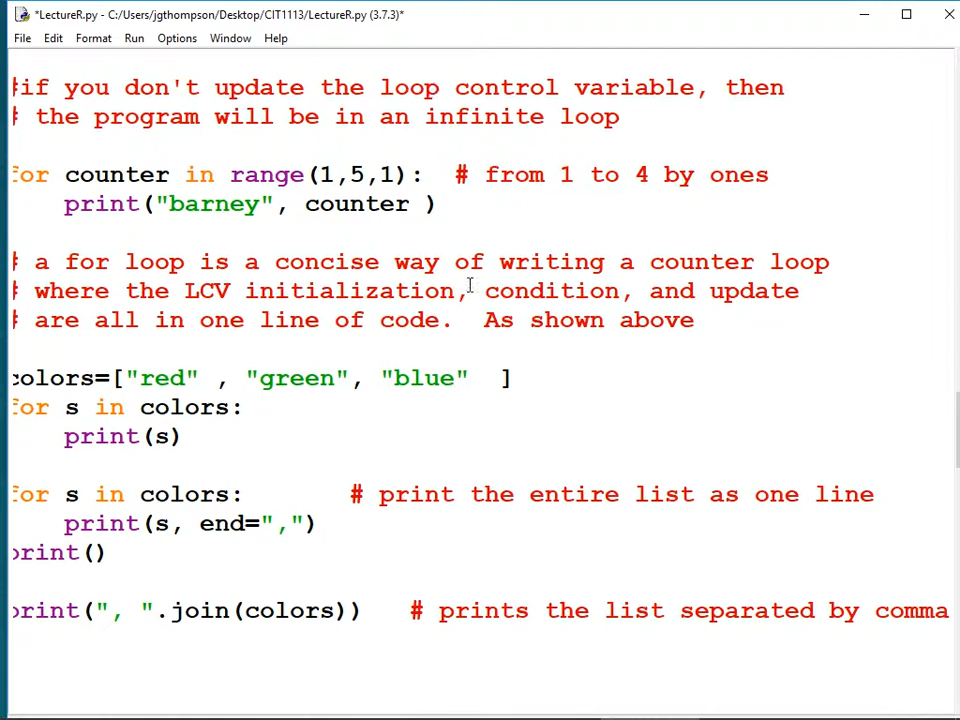 *LectureR.py - C:/Users/jgthompson/Desktop/CIT1113/LectureR.py (3.7.3)*
File Edit Format Run Options Window Help
#if you don't update the loop control variable, then
# the program will be in an infinite loop
for counter in range(1,5,1):  # from 1 to 4 by ones
    print("barney", counter )
# a for loop is a concise way of writing a counter loop
# where the LCV initialization, condition, and update
# are all in one line of code.  As shown above
colors=["red" , "green", "blue"  ]
for s in colors:
    print(s)
for s in colors:       # print the entire list as one line
    print(s, end=",")
print()
print(", ".join(colors))   # prints the list separated by comma